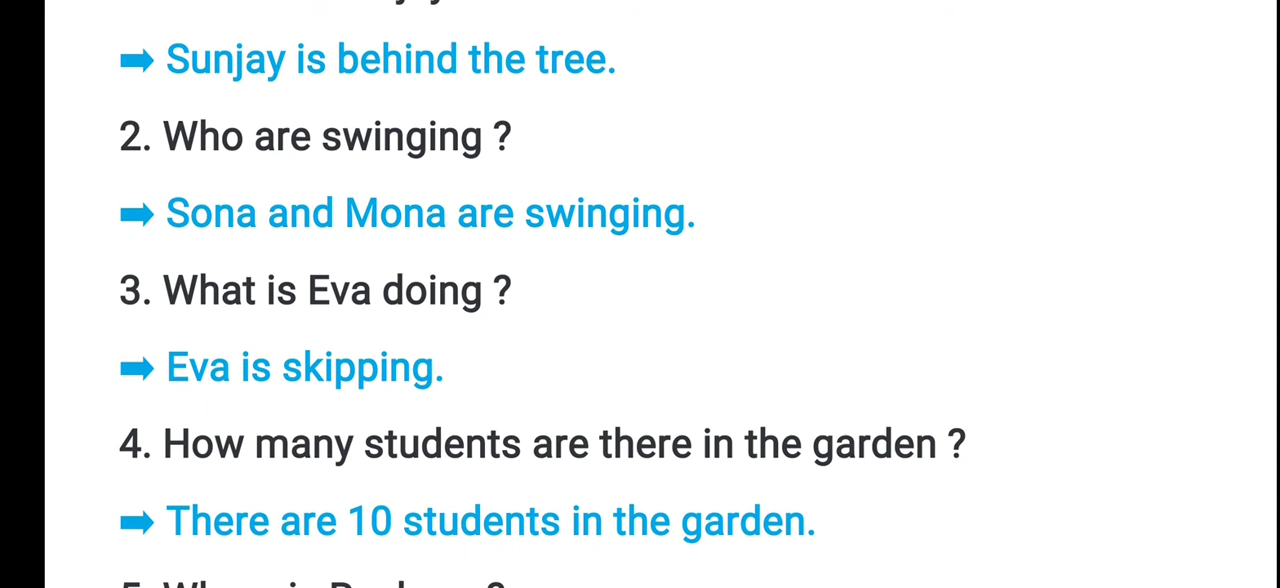 ➡ Sunjay is behind the tree.
2. Who are swinging ?
➡ Sona and Mona are swinging.
3. What is Eva doing ?
➡ Eva is skipping.
4. How many students are there in the garden ?
➡ There are 10 students in the garden.